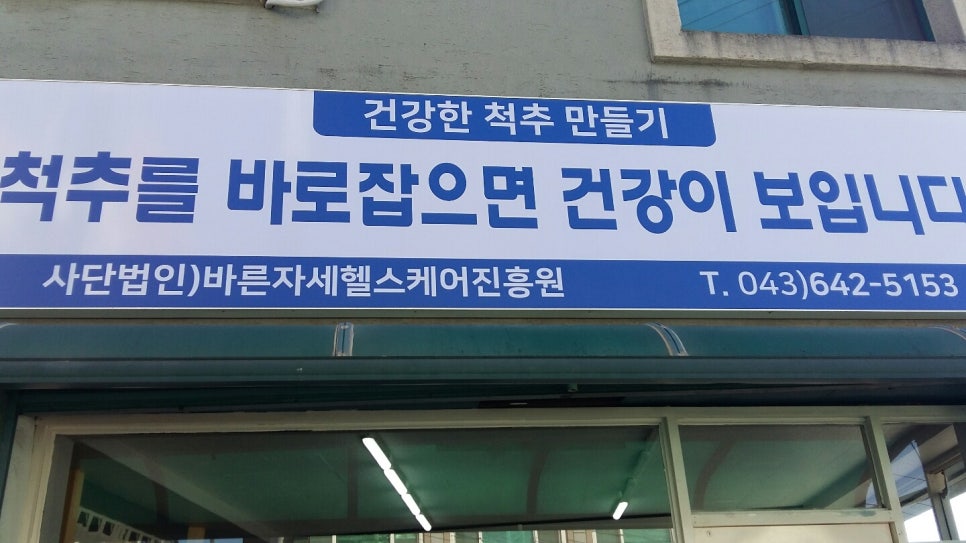 건강한 척추 만들기
척추를 바로잡으면 건강이 보입니다
사단법인)바른자세헬스케어진흥원 T. 043)642-5153